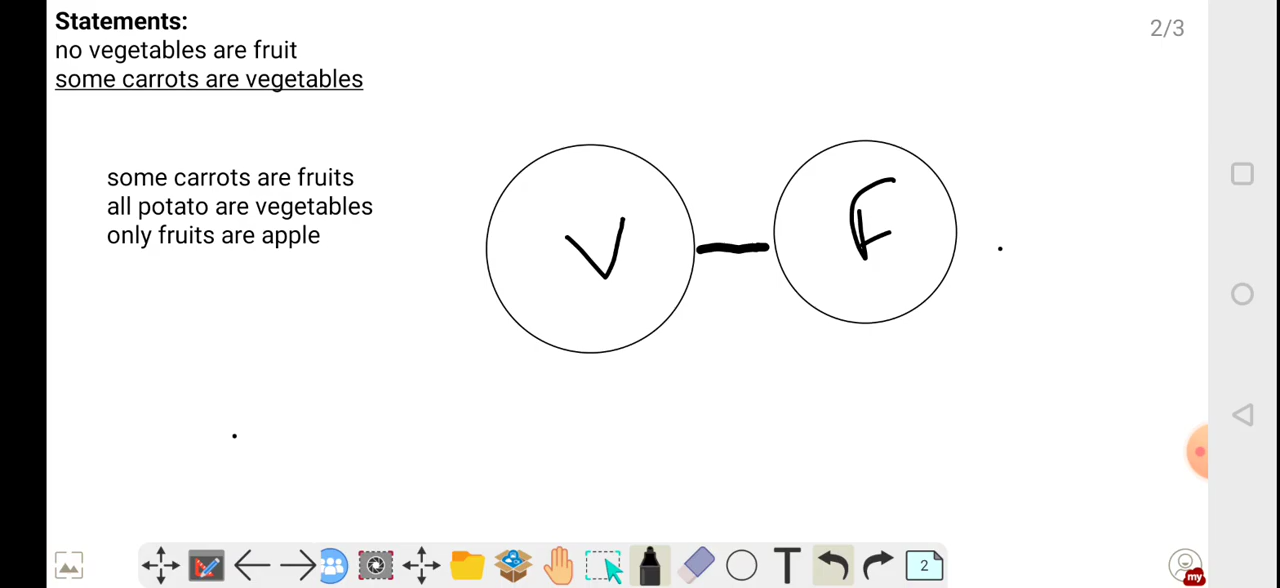 Statements:
2/3
no vegetables are fruit
some carrots are vegetables
some carrots are fruits
all potato are vegetables
only fruits are apple
V
F
T
2
my